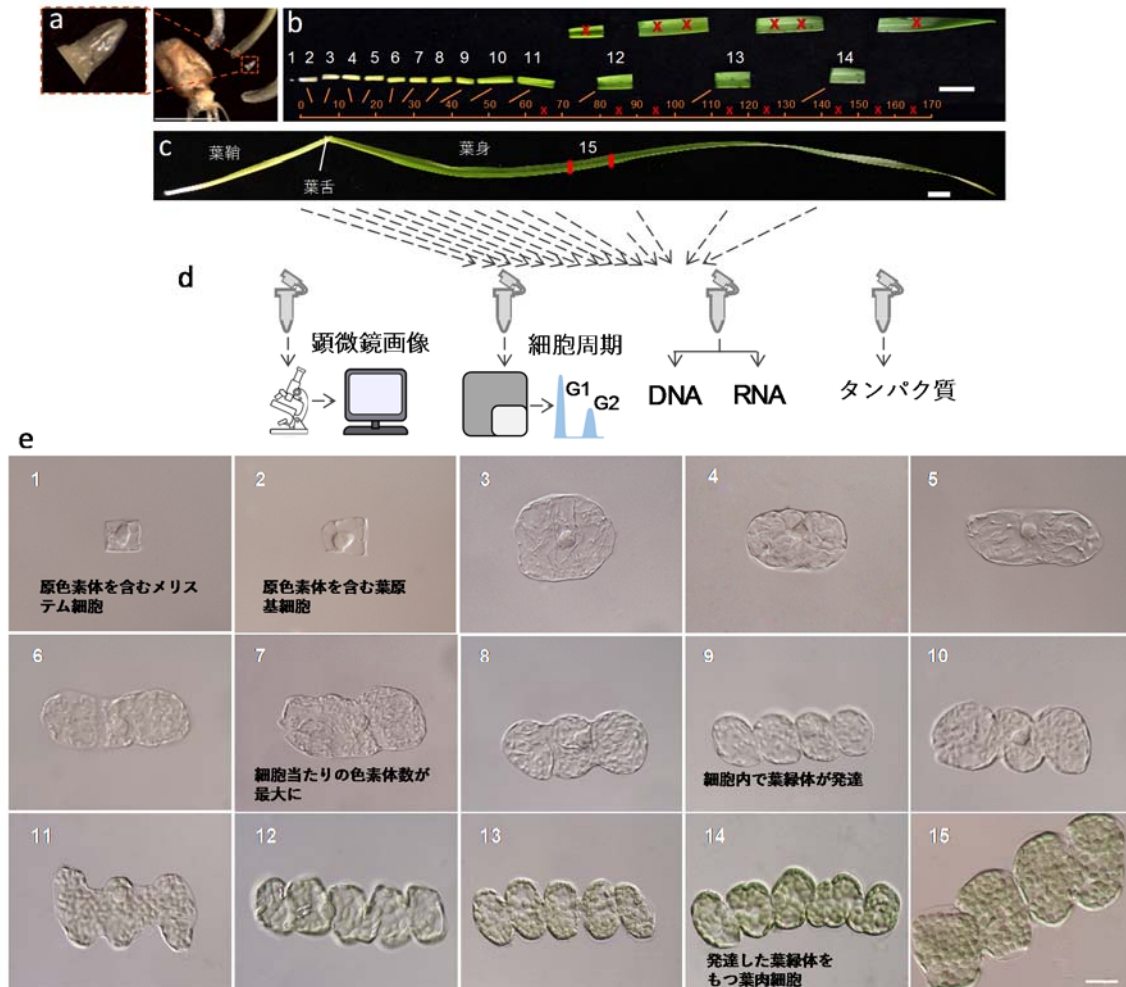 a
b
1 2 3 4 5 6 7 8 9 10 11 12 13 14
x x x x x x
0 10 20 30 40 50 60 x 70 80 x 90 x 100 110 x 120 x 130 140 x 150 x 160 x 170
c
葉鞘
葉舌
葉身
15
d
顕微鏡画像
細胞周期
G1
G2
DNA
RNA
タンパク質
e
1
原色素体を含むメリス
テム細胞
2
原色素体を含む葉原
基細胞
3
4
5
6
7
細胞当たりの色素体数が
最大に
8
9
細胞内で葉緑体が発達
10
11
12
13
14
発達した葉緑体を
もつ葉肉細胞
15